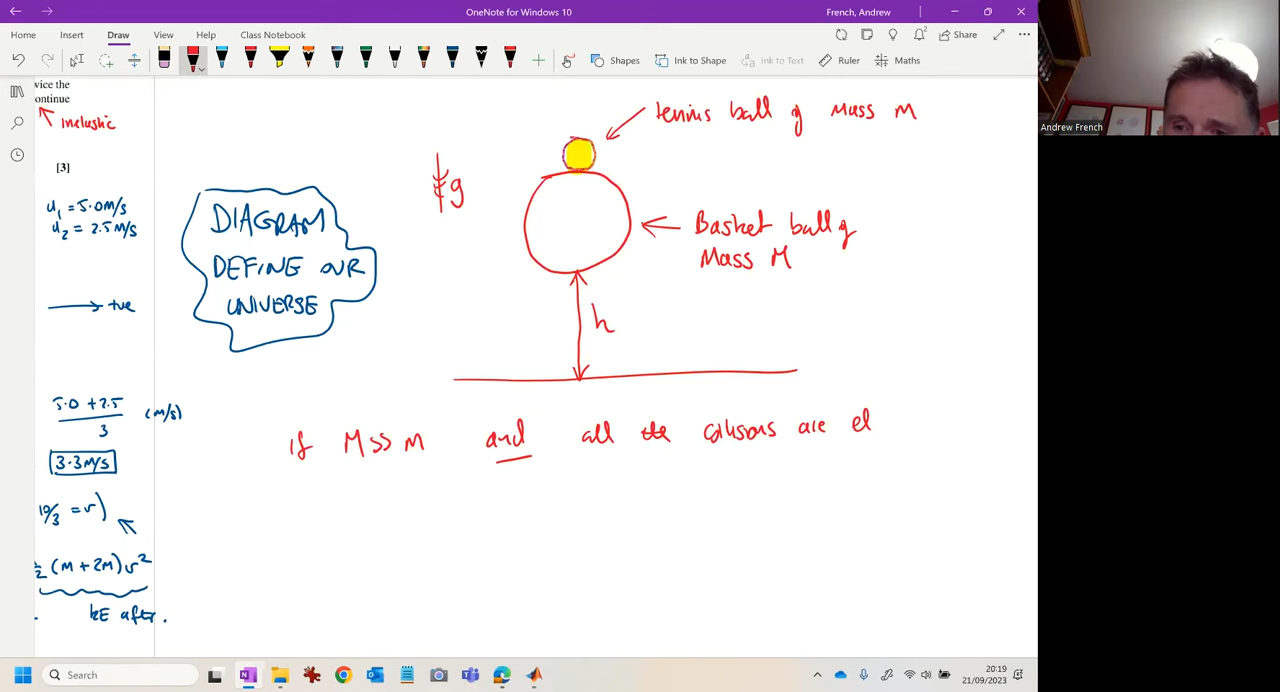 OneNote for Windows 10
French, Andrew
Home Insert Draw View Help Class Notebook
Share
Shapes Ink to Shape Ink to Text Ruler Maths
Andrew French
wice the
ontinue
inelastic
[3]
u₁ = 5.0m/s
u₂ = 2.5m/s
+ve
5.0 + 2.5
3
(m/s)
3.3m/s
10/3 = v)
½ (m + 2m) v²
kE after.
DIAGRAM
DEFINE OUR
UNIVERSE
g
tennis ball of mass m
Basket ball of
Mass M
h
if M >> m and all the collisions are el
Search
20:19
21/09/2023